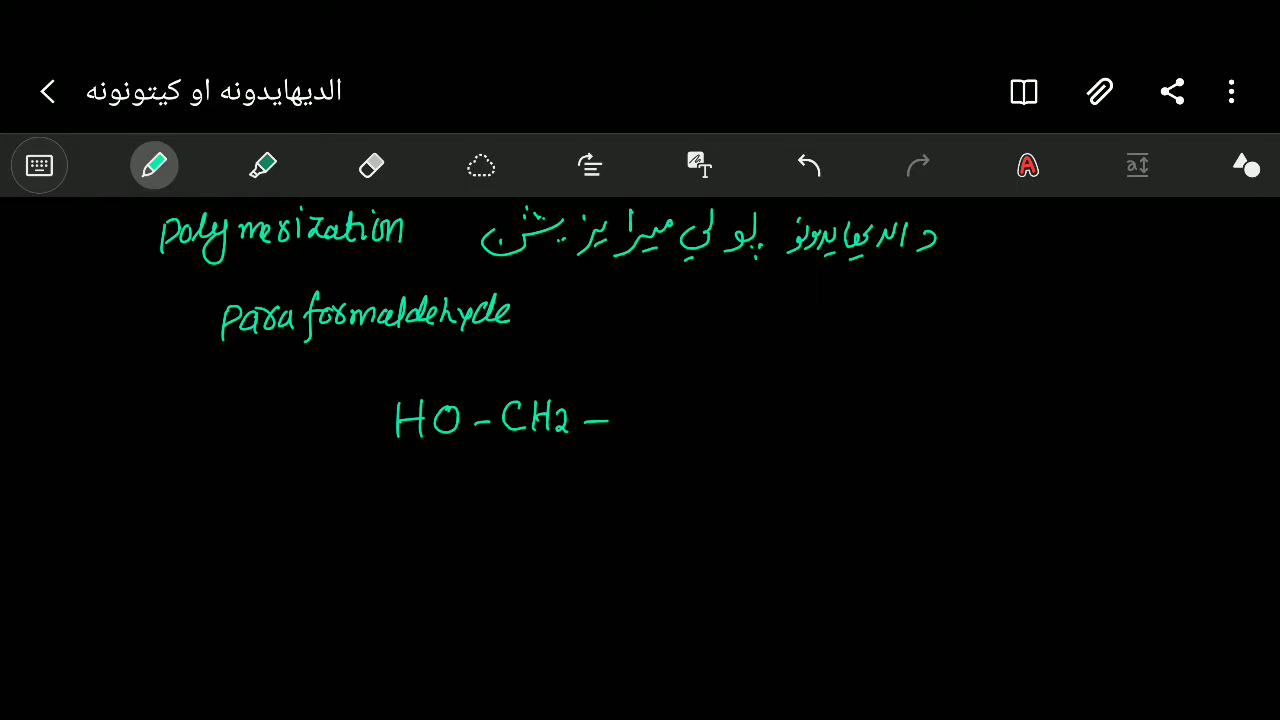 الديهايدونه او کيتونونه
polymerization د الديهايدونو پولي ميرايزيشن
paraformaldehyde
HO-CH2-